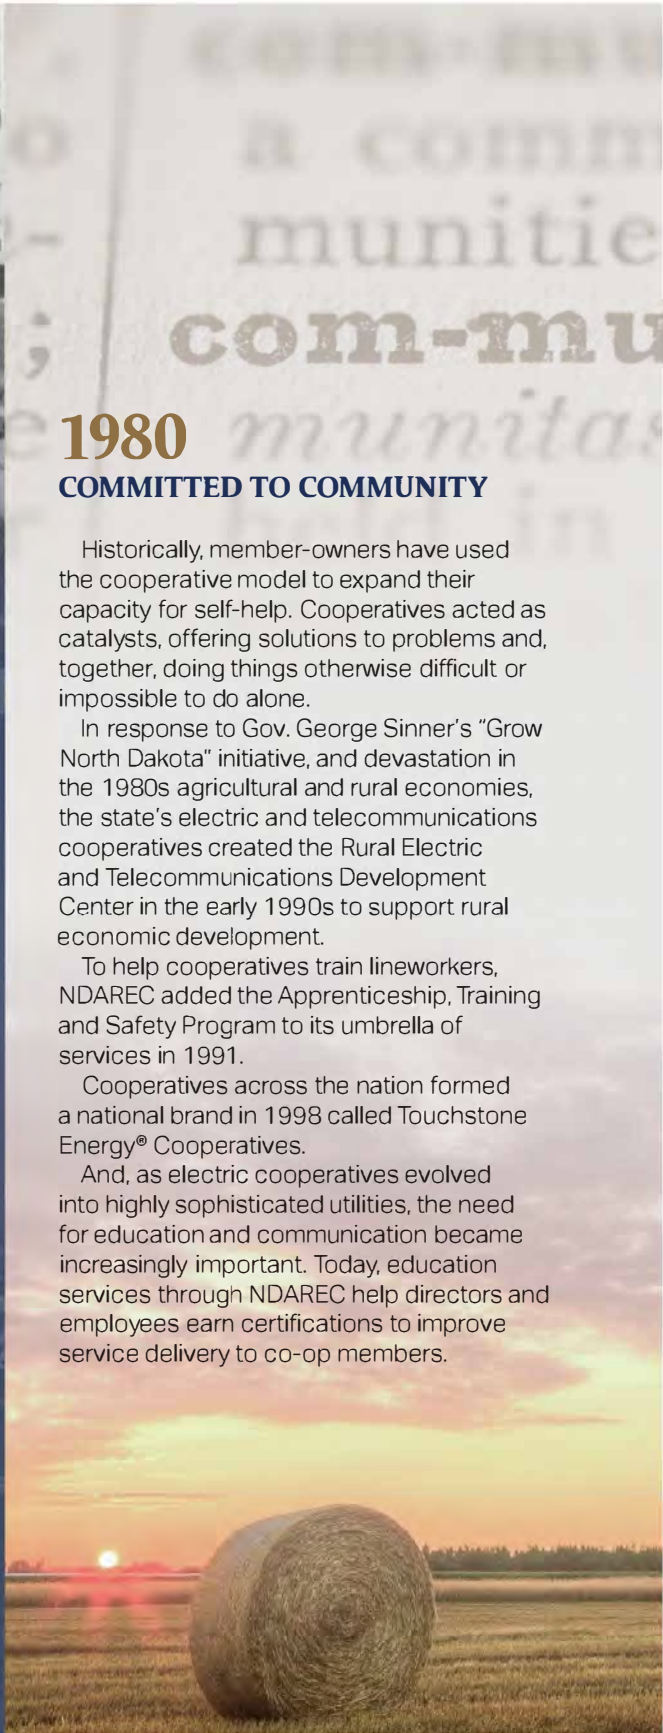 com-mu
o a comm
- munitie
; com-mu
e munitas
r held in
1980
COMMITTED TO COMMUNITY
Historically, member-owners have used
the cooperative model to expand their
capacity for self-help. Cooperatives acted as
catalysts, offering solutions to problems and,
together, doing things otherwise difficult or
impossible to do alone.
In response to Gov. George Sinner's "Grow
North Dakota" initiative, and devastation in
the 1980s agricultural and rural economies,
the state's electric and telecommunications
cooperatives created the Rural Electric
and Telecommunications Development
Center in the early 1990s to support rural
economic development.
To help cooperatives train lineworkers,
NDAREC added the Apprenticeship, Training
and Safety Program to its umbrella of
services in 1991.
Cooperatives across the nation formed
a national brand in 1998 called Touchstone
Energy® Cooperatives.
And, as electric cooperatives evolved
into highly sophisticated utilities, the need
for education and communication became
increasingly important. Today, education
services through NDAREC help directors and
employees earn certifications to improve
service delivery to co-op members.